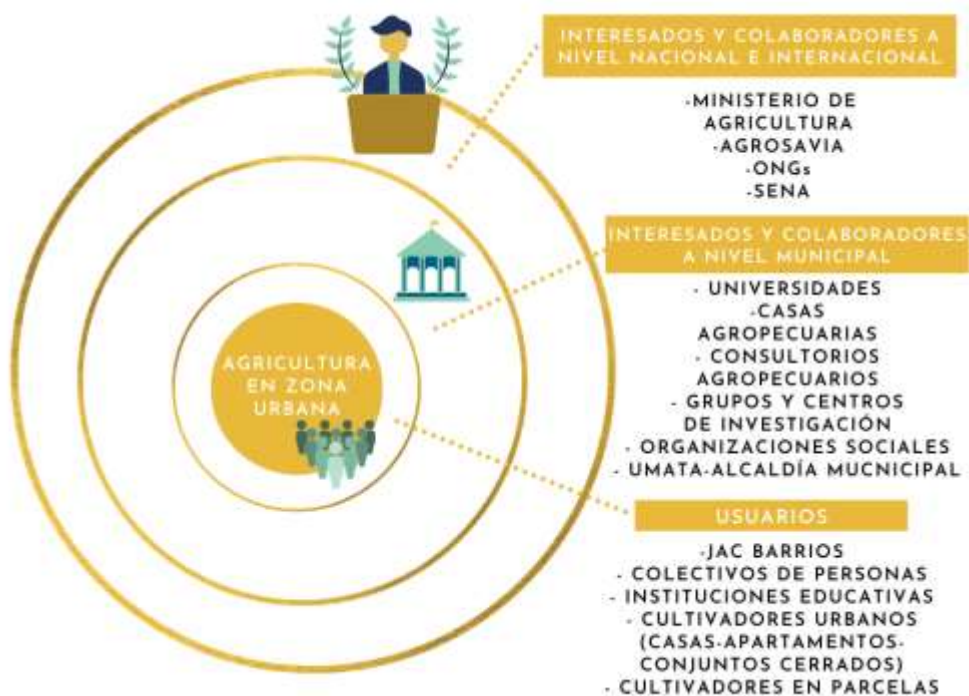 INTERESADOS Y COLABORADORES A
NIVEL NACIONAL E INTERNACIONAL
-MINISTERIO DE
AGRICULTURA
-AGROSAVIA
-ONGs
-SENA
INTERESADOS Y COLABORADORES
A NIVEL MUNICIPAL
- UNIVERSIDADES
-CASAS
AGROPECUARIAS
- CONSULTORIOS
AGROPECUARIOS
- GRUPOS Y CENTROS
DE INVESTIGACIÓN
- ORGANIZACIONES SOCIALES
- UMATA-ALCALDÍA MUCNICIPAL
AGRICULTURA
EN ZONA
URBANA
USUARIOS
-JAC BARRIOS
- COLECTIVOS DE PERSONAS
- INSTITUCIONES EDUCATIVAS
- CULTIVADORES URBANOS
(CASAS-APARTAMENTOS-
CONJUNTOS CERRADOS)
- CULTIVADORES EN PARCELAS